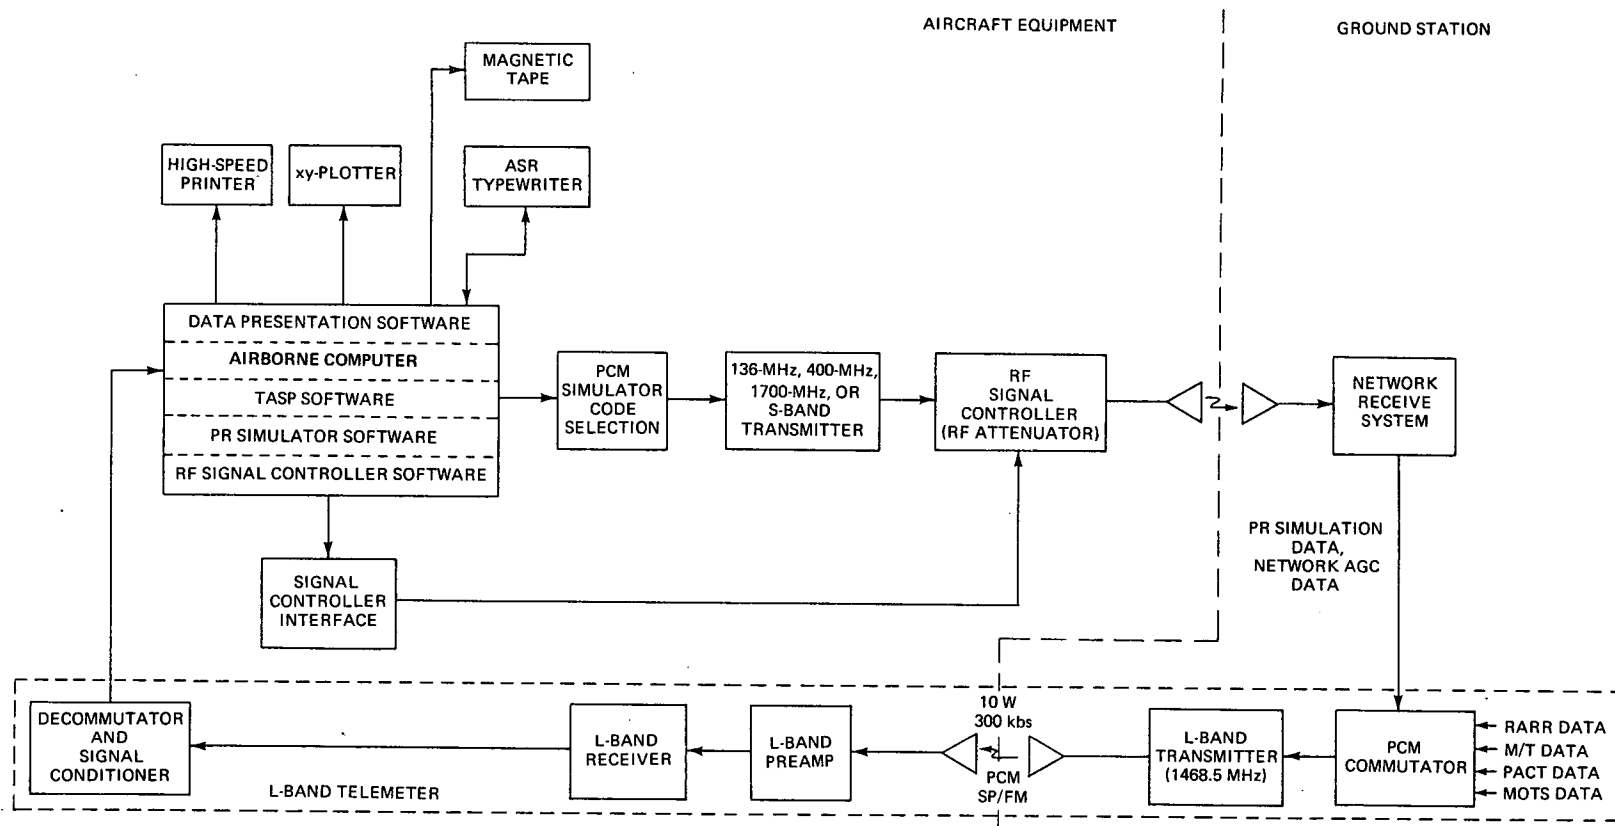 AIRCRAFT EQUIPMENT
GROUND STATION
MAGNETIC
TAPE
HIGH-SPEED
PRINTER
xy-PLOTTER
ASR
TYPEWRITER
DATA PRESENTATION SOFTWARE
AIRBORNE COMPUTER
TASP SOFTWARE
PR SIMULATOR SOFTWARE
RF SIGNAL CONTROLLER SOFTWARE
PCM
SIMULATOR
CODE
SELECTION
136-MHz, 400-MHz,
1700-MHz, OR
S-BAND
TRANSMITTER
RF
SIGNAL
CONTROLLER
(RF ATTENUATOR)
NETWORK
RECEIVE
SYSTEM
PR SIMULATION
DATA,
NETWORK AGC
DATA
SIGNAL
CONTROLLER
INTERFACE
DECOMMUTATOR
AND
SIGNAL
CONDITIONER
L-BAND TELEMETER
L-BAND
RECEIVER
L-BAND
PREAMP
10 W
300 kbs
PCM
SP/FM
L-BAND
TRANSMITTER
(1468.5 MHz)
PCM
COMMUTATOR
RARR DATA
M/T DATA
PACT DATA
MOTS DATA